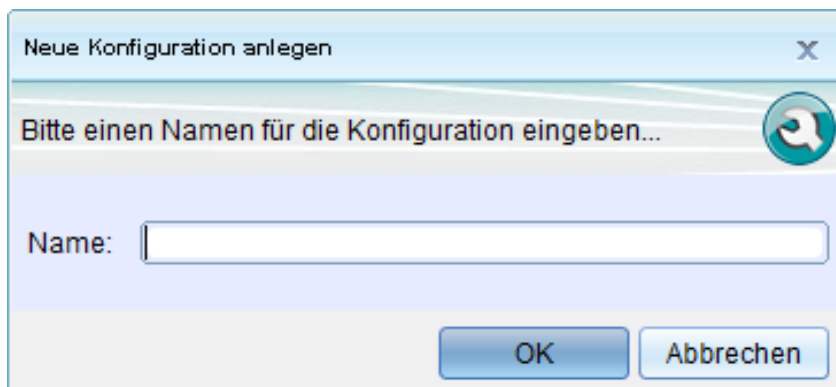 Neue Konfiguration anlegen
Bitte einen Namen für die Konfiguration eingeben...
Name:
OK Abbrechen